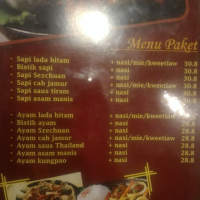 Menu Paket
- Sapi lada hitam + nasi/mie/kwetiaw 30.8
- Bistik sapi + nasi 30.8
- Sapi Szechuan + nasi 30.8
- Sapi cah jamur + nasi/mie/kweetiaw 30.8
- Sapi saus tiram + nasi 30.8
- Sapi asam manis + nasi 30.8
- Ayam lada hitam + nasi/mie/kweetiaw 28.8
- Bistik ayam + nasi 28.8
- Ayam Szechuan + nasi 28.8
- Ayam cah jamur + nasi/mie/kweetiaw 28.8
- Ayam saus Thailand + nasi 28.8
- Ayam asam manis + nasi 28.8
- Ayam kungpao + nasi 28.8